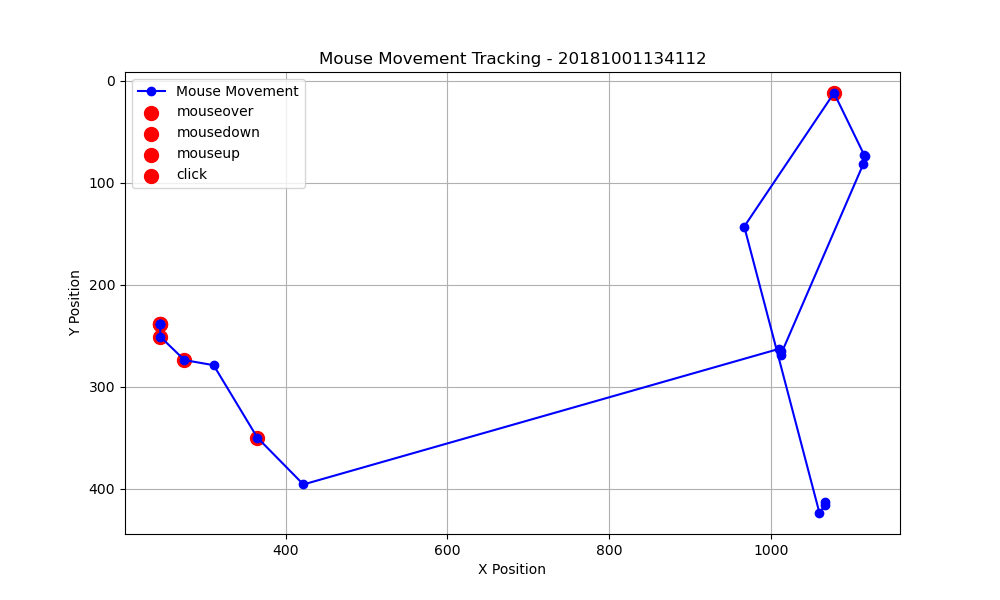 Mouse Movement Tracking - 20181001134112
Mouse Movement
mouseover
mousedown
mouseup
click
0
100
200
300
400
Y Position
400
600
800
1000
X Position